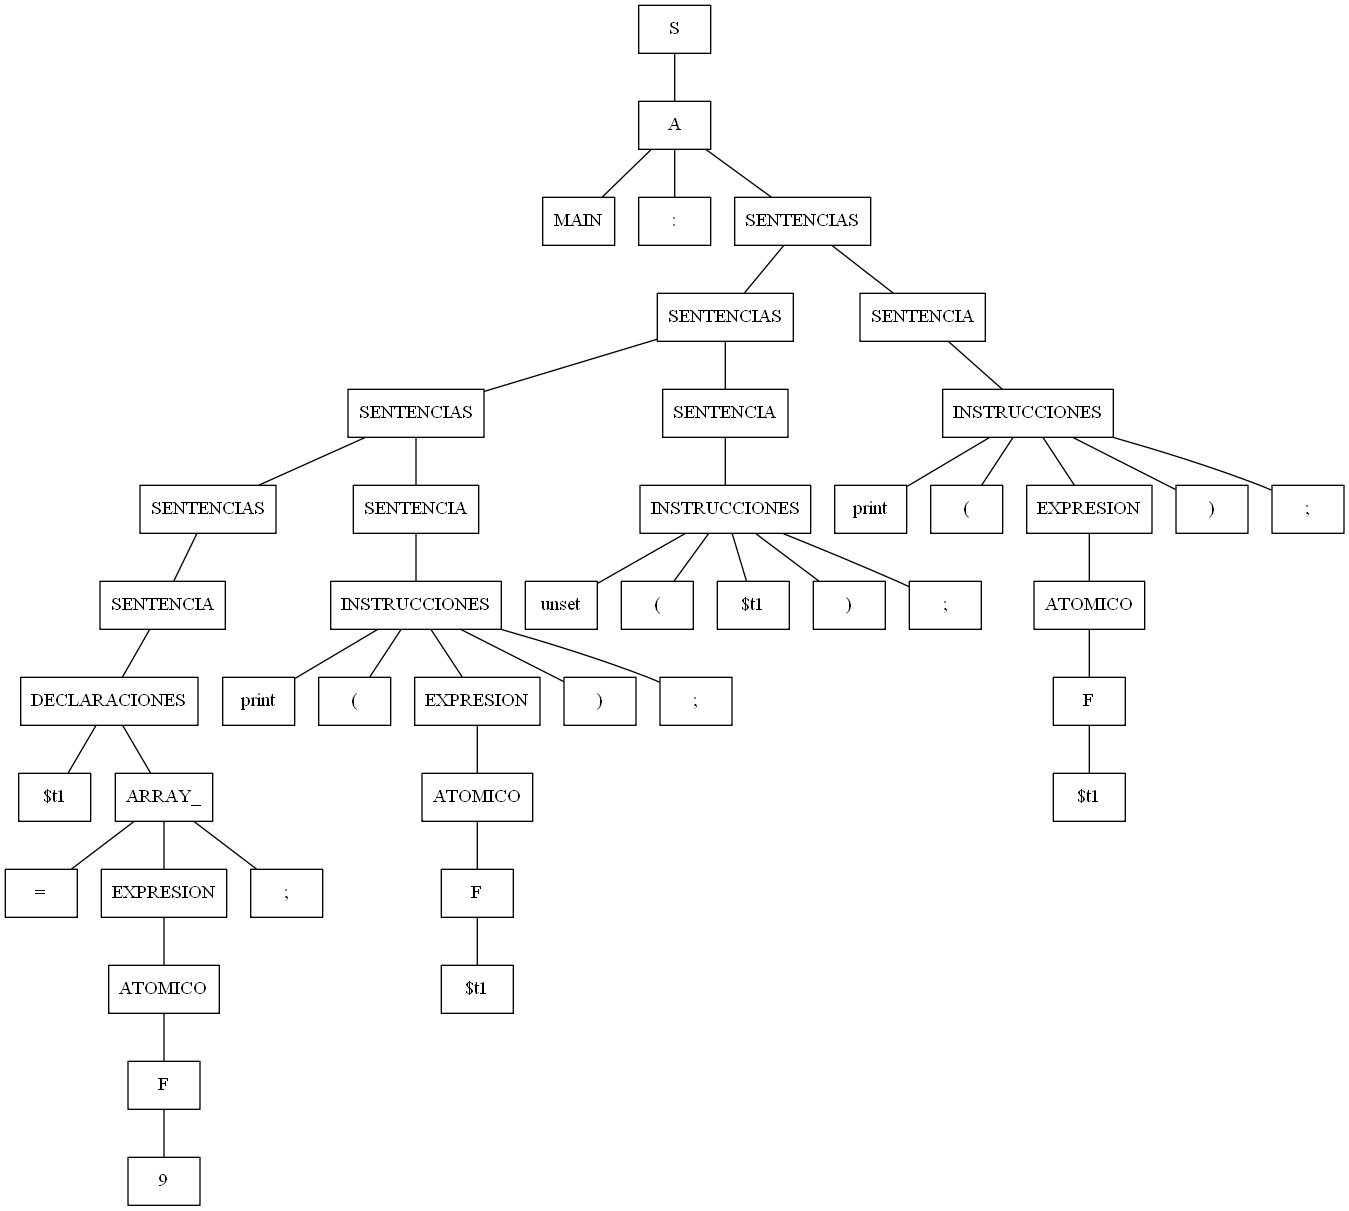 S
A
MAIN : SENTENCIAS
SENTENCIAS SENTENCIA
SENTENCIAS SENTENCIA INSTRUCCIONES
SENTENCIAS SENTENCIA INSTRUCCIONES print ( EXPRESION ) ;
SENTENCIA INSTRUCCIONES unset ( $t1 ) ; ATOMICO
DECLARACIONES print ( EXPRESION ) ; F
$t1 ARRAY_ ATOMICO $t1
= EXPRESION ; F
ATOMICO $t1
F
9